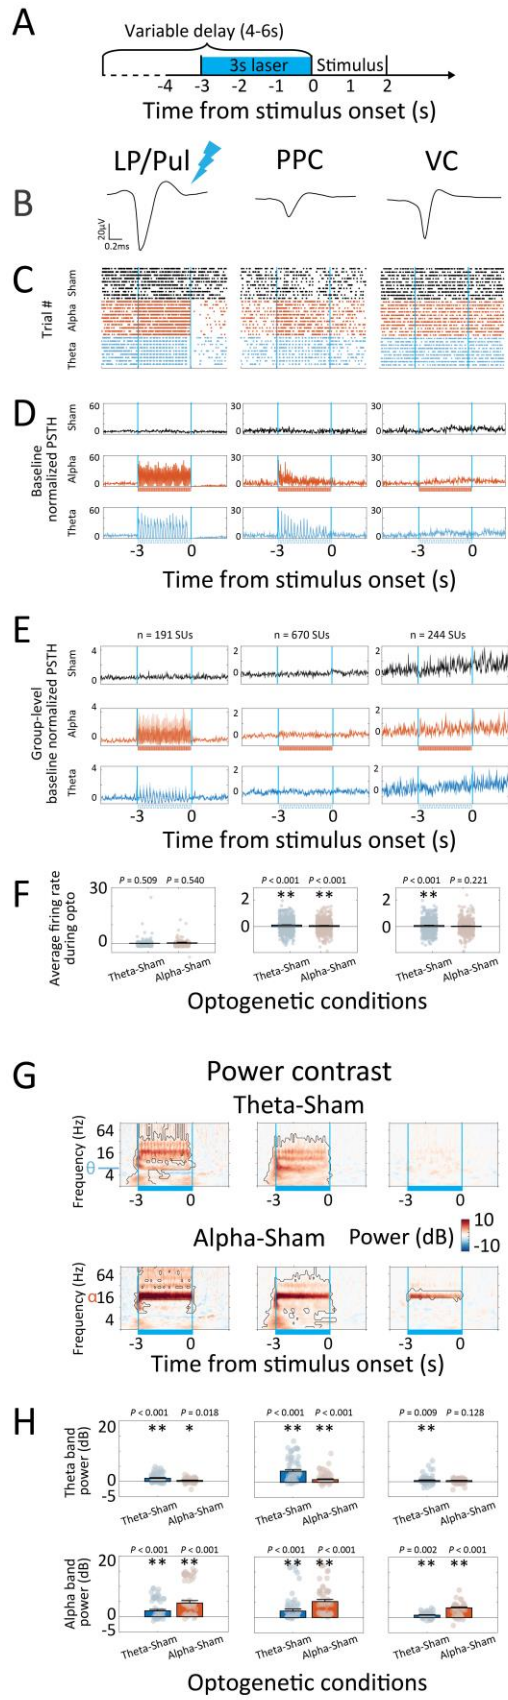 A
Variable delay (4-6s)
3s laser Stimulus
-4 -3 -2 -1 0 1 2
Time from stimulus onset (s)
LP/Pul PPC VC
B
20μV
0.2ms
C
Trial #
Sham
Alpha
Theta
D
Baseline
normalized PSTH
Sham
60 30 30
0 0 0
Alpha
60 30 30
0 0 0
Theta
60 30 30
0 0 0
-3 0 -3 0 -3 0
Time from stimulus onset (s)
E
n = 191 SUs n = 670 SUs n = 244 SUs
Group-level
baseline normalized PSTH
Sham
4 2 2
0 0 0
Alpha
4 2 2
0 0 0
Theta
4 2 2
0 0 0
-3 0 -3 0 -3 0
Time from stimulus onset (s)
F
Average firing rate
during opto
P = 0.509 P = 0.540 P < 0.001 P < 0.001 P < 0.001 P = 0.221
30 2 ** ** 2 **
0 0 0
Theta-Sham Alpha-Sham Theta-Sham Alpha-Sham Theta-Sham Alpha-Sham
Optogenetic conditions
G
Power contrast
Theta-Sham
Frequency (Hz)
64
16
θ
4
-3 0 -3 0 -3 0
Alpha-Sham Power (dB) 10
-10
Frequency (Hz)
64
α16
4
-3 0 -3 0 -3 0
Time from stimulus onset (s)
H
P < 0.001 P = 0.018 P < 0.001 P < 0.001 P = 0.009 P = 0.128
Theta band
power (dB)
20 ** * ** ** **
0
-5
Theta-Sham Alpha-Sham Theta-Sham Alpha-Sham Theta-Sham Alpha-Sham
P < 0.001 P < 0.001 P < 0.001 P < 0.001 P = 0.002 P < 0.001
Alpha band
power (dB)
20 ** ** ** ** ** **
0
-5
Theta-Sham Alpha-Sham Theta-Sham Alpha-Sham Theta-Sham Alpha-Sham
Optogenetic conditions